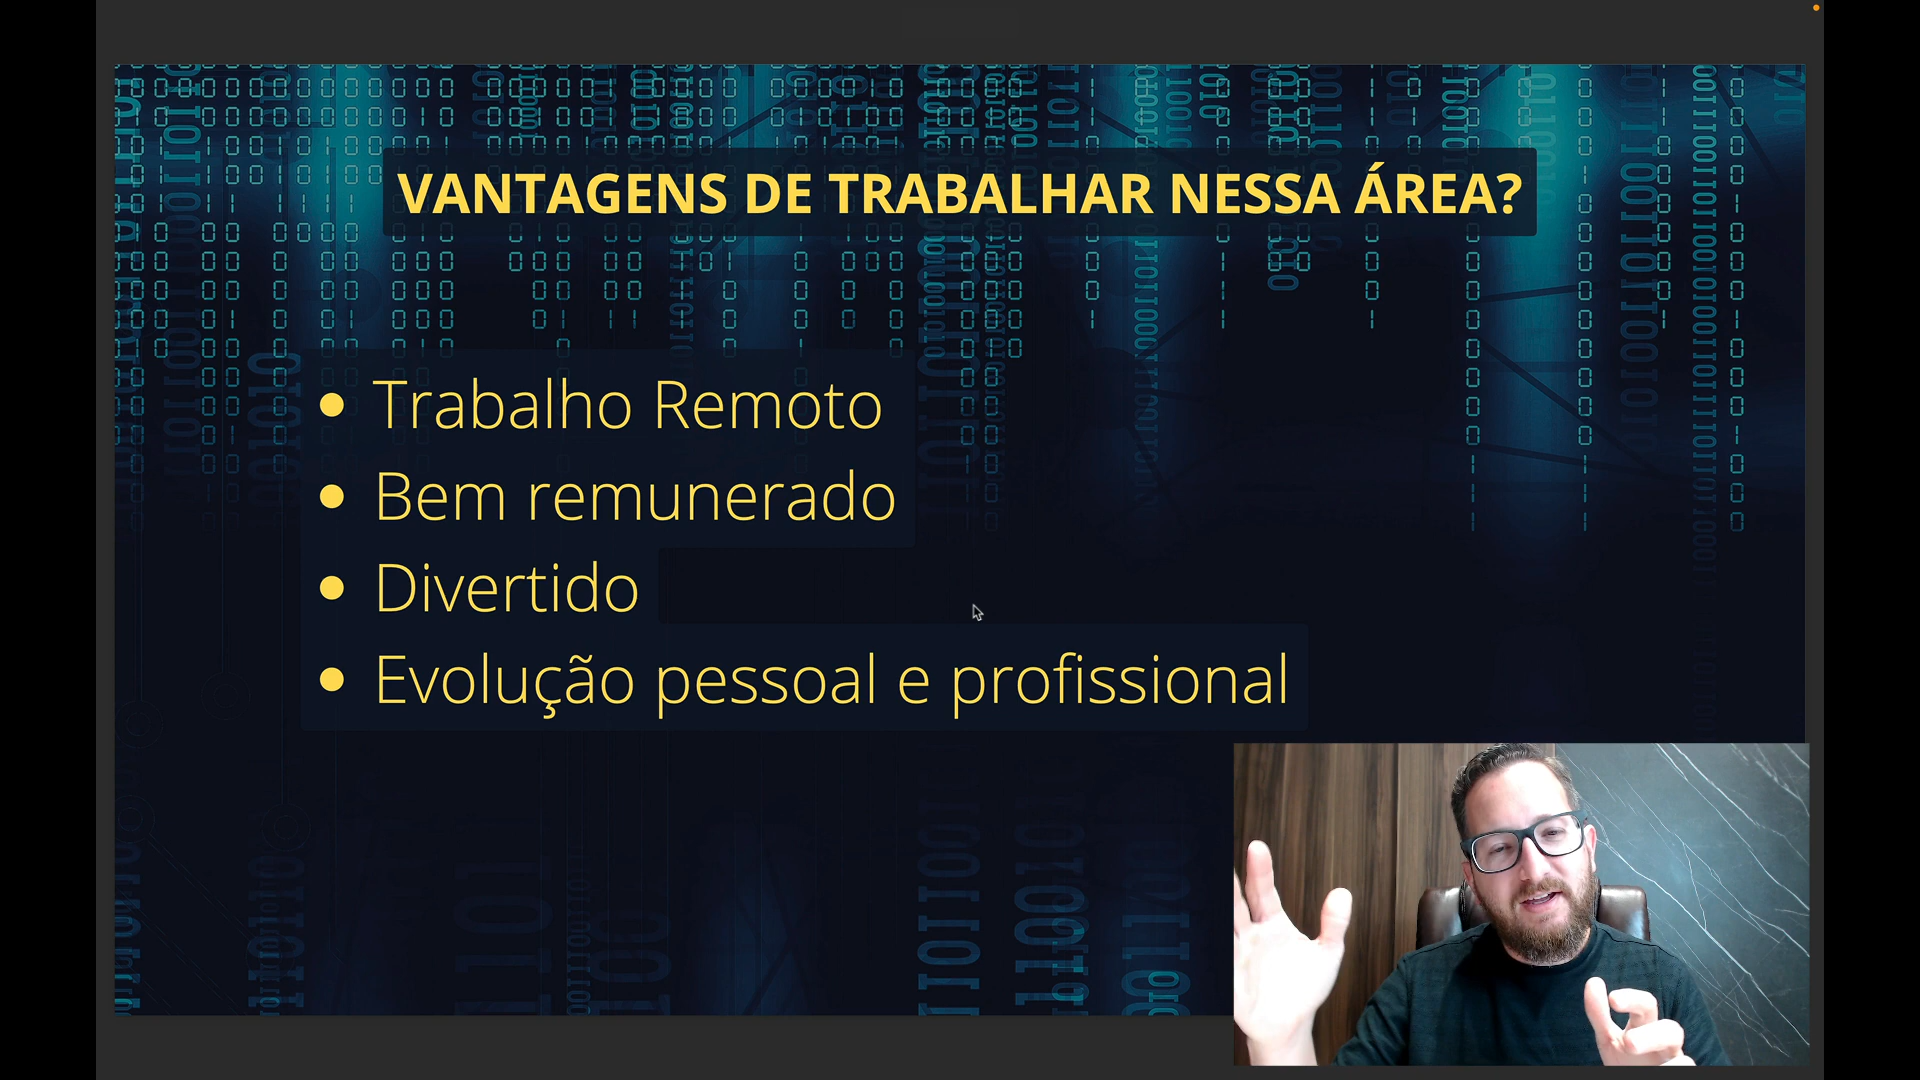 VANTAGENS DE TRABALHAR NESSA ÁREA?
• Trabalho Remoto
• Bem remunerado
• Divertido
• Evolução pessoal e profissional